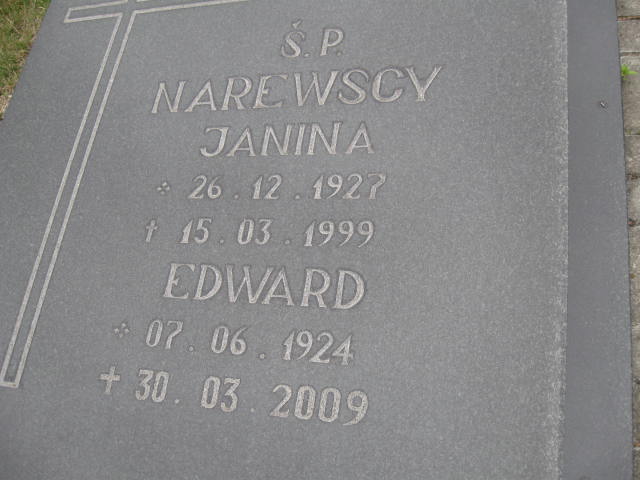 Ś.P.
NAREWSCY
JANINA
* 26.12.1927
† 15.03.1999
EDWARD
* 07.06.1924
† 30.03.2009